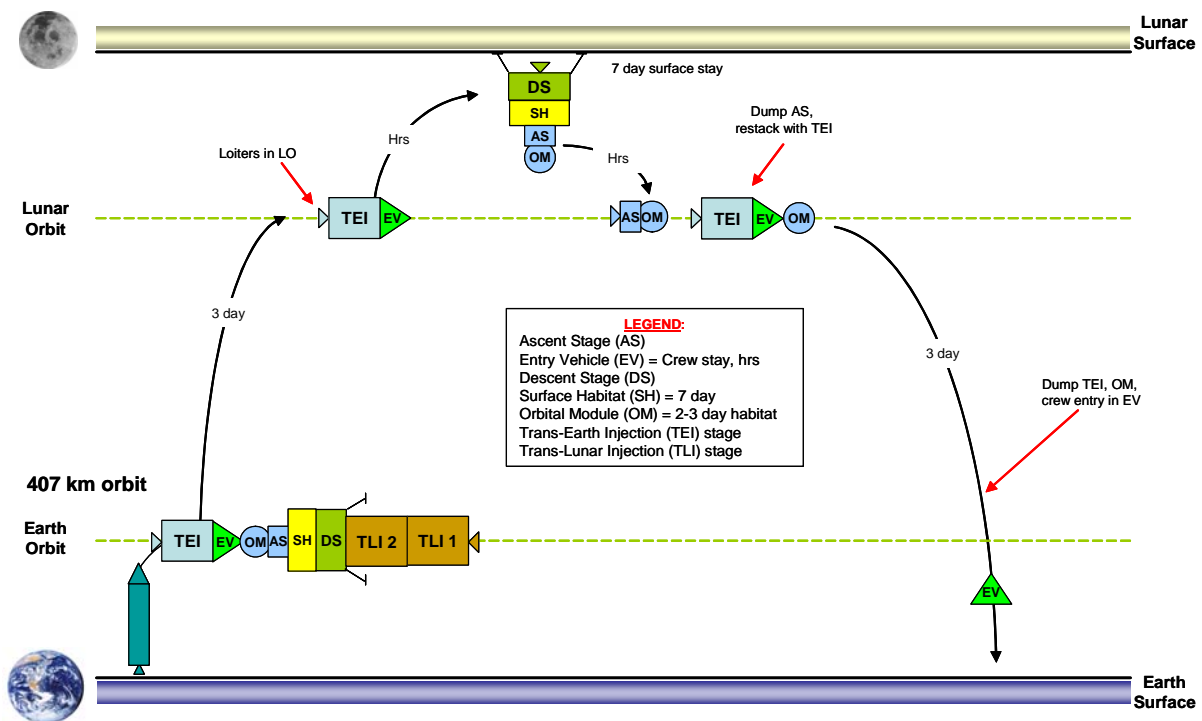 Lunar
Surface
7 day surface stay
DS
SH
AS
OM
Hrs
Dump AS,
restack with TEI
Loiters in LO
Hrs
Lunar
Orbit
TEI
EV
AS
OM
TEI
EV
OM
3 day
LEGEND:
Ascent Stage (AS)
Entry Vehicle (EV) = Crew stay, hrs
Descent Stage (DS)
Surface Habitat (SH) = 7 day
Orbital Module (OM) = 2-3 day habitat
Trans-Earth Injection (TEI) stage
Trans-Lunar Injection (TLI) stage
3 day
Dump TEI, OM,
crew entry in EV
407 km orbit
Earth
Orbit
TEI
EV
OM
AS
SH
DS
TLI 2
TLI 1
EV
Earth
Surface